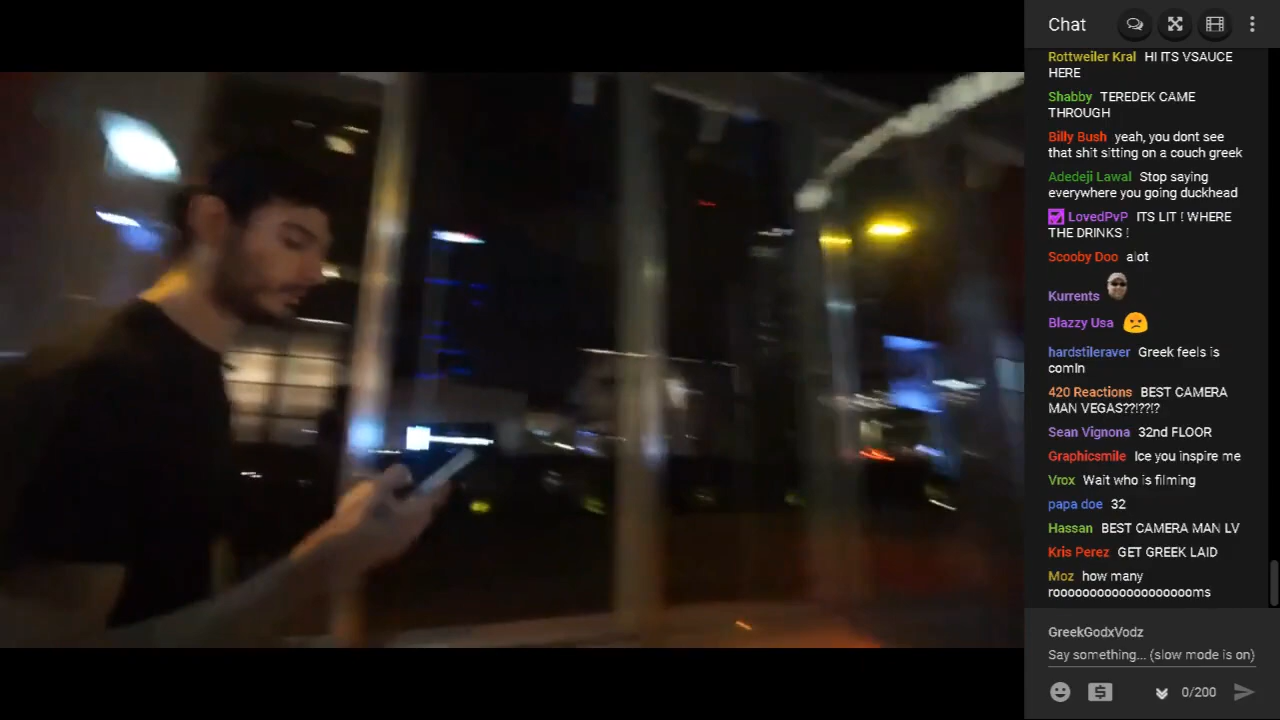 Chat
Rottweiler Kral HI ITS VSAUCE
HERE
Shabby TEREDEK CAME
THROUGH
Billy Bush yeah, you dont see
that shit sitting on a couch greek
Adedeji Lawal Stop saying
everywhere you going duckhead
LovedPvP ITS LIT ! WHERE
THE DRINKS !
Scooby Doo alot
Kurrents
Blazzy Usa
hardstileraver Greek feels is
comIn
420 Reactions BEST CAMERA
MAN VEGAS??!??!?
Sean Vignona 32nd FLOOR
Graphicsmile Ice you inspire me
Vrox Wait who is filming
papa doe 32
Hassan BEST CAMERA MAN LV
Kris Perez GET GREEK LAID
Moz how many
roooooooooooooooooooms
GreekGodxVodz
Say something... (slow mode is on)
0/200